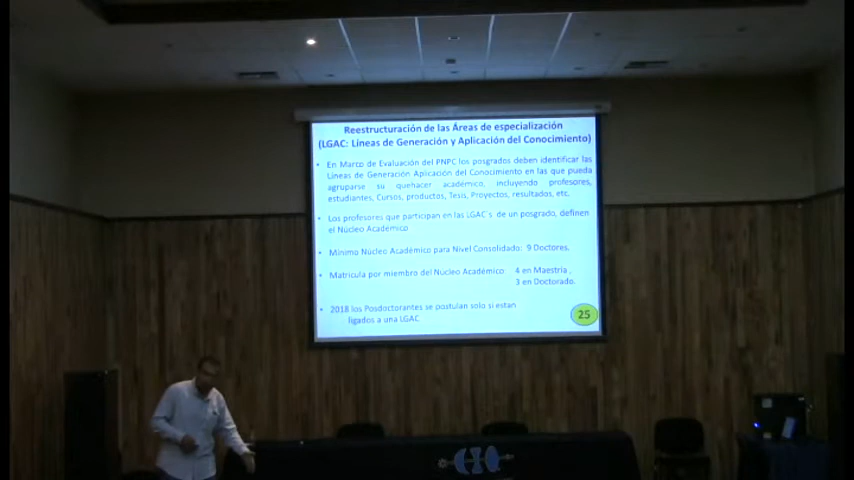 Reestructuración de las Áreas de especialización
(LGAC: Líneas de Generación y Aplicación del Conocimiento)
• En Marco de Evaluación del PNPC los posgrados deben identificar las
Líneas de Generación Aplicación del Conocimiento en las que pueda
agruparse su quehacer académico, incluyendo profesores,
estudiantes, Cursos, productos, Tesis, Proyectos, resultados, etc.
• Los profesores que participan en las LGAC´s de un posgrado, definen
el Núcleo Académico
• Mínimo Núcleo Académico para Nivel Consolidado: 9 Doctores.
• Matricula por miembro del Núcleo Académico 4 en Maestría ,
3 en Doctorado.
• 2018 los Posdoctorantes se postulan solo si estan
ligados a una LGAC
25
CIO